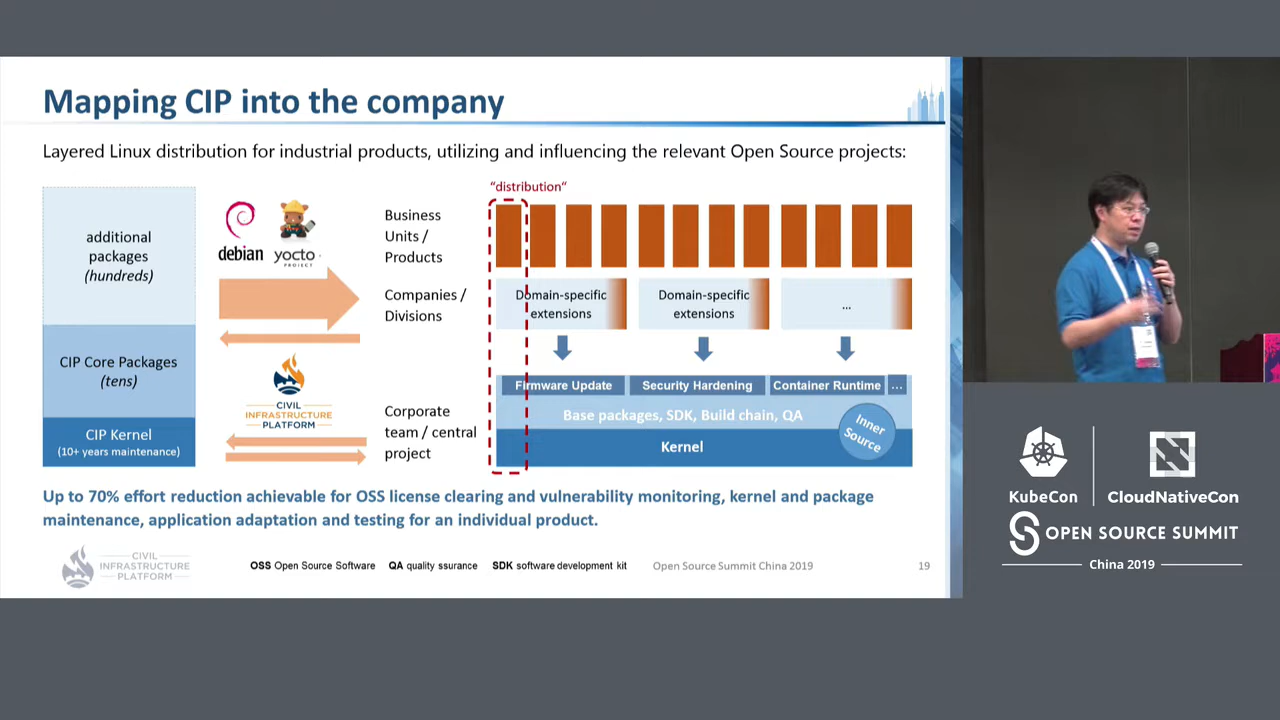 Mapping CIP into the company
Layered Linux distribution for industrial products, utilizing and influencing the relevant Open Source projects:
additional
packages
(hundreds)
CIP Core Packages
(tens)
CIP Kernel
(10+ years maintenance)
debian
yocto
PROJECT
CIVIL
INFRASTRUCTURE
PLATFORM
Business
Units /
Products
Companies /
Divisions
Corporate
team / central
project
"distribution"
Domain-specific
extensions
Domain-specific
extensions
...
Firmware Update
Security Hardening
Container Runtime
...
Base packages, SDK, Build chain, QA
Inner
Source
Kernel
Up to 70% effort reduction achievable for OSS license clearing and vulnerability monitoring, kernel and package
maintenance, application adaptation and testing for an individual product.
CIVIL
INFRASTRUCTURE
PLATFORM
OSS Open Source Software QA quality ssurance SDK software development kit
Open Source Summit China 2019
19
KubeCon
CloudNativeCon
OPEN SOURCE SUMMIT
China 2019